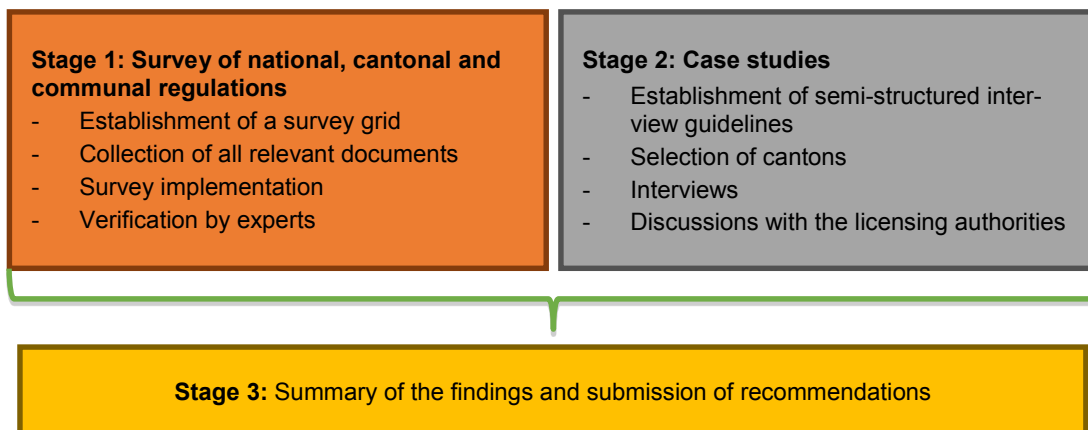 Stage 1: Survey of national, cantonal and
communal regulations
- Establishment of a survey grid
- Collection of all relevant documents
- Survey implementation
- Verification by experts
Stage 2: Case studies
- Establishment of semi-structured inter-
view guidelines
- Selection of cantons
- Interviews
- Discussions with the licensing authorities
Stage 3: Summary of the findings and submission of recommendations